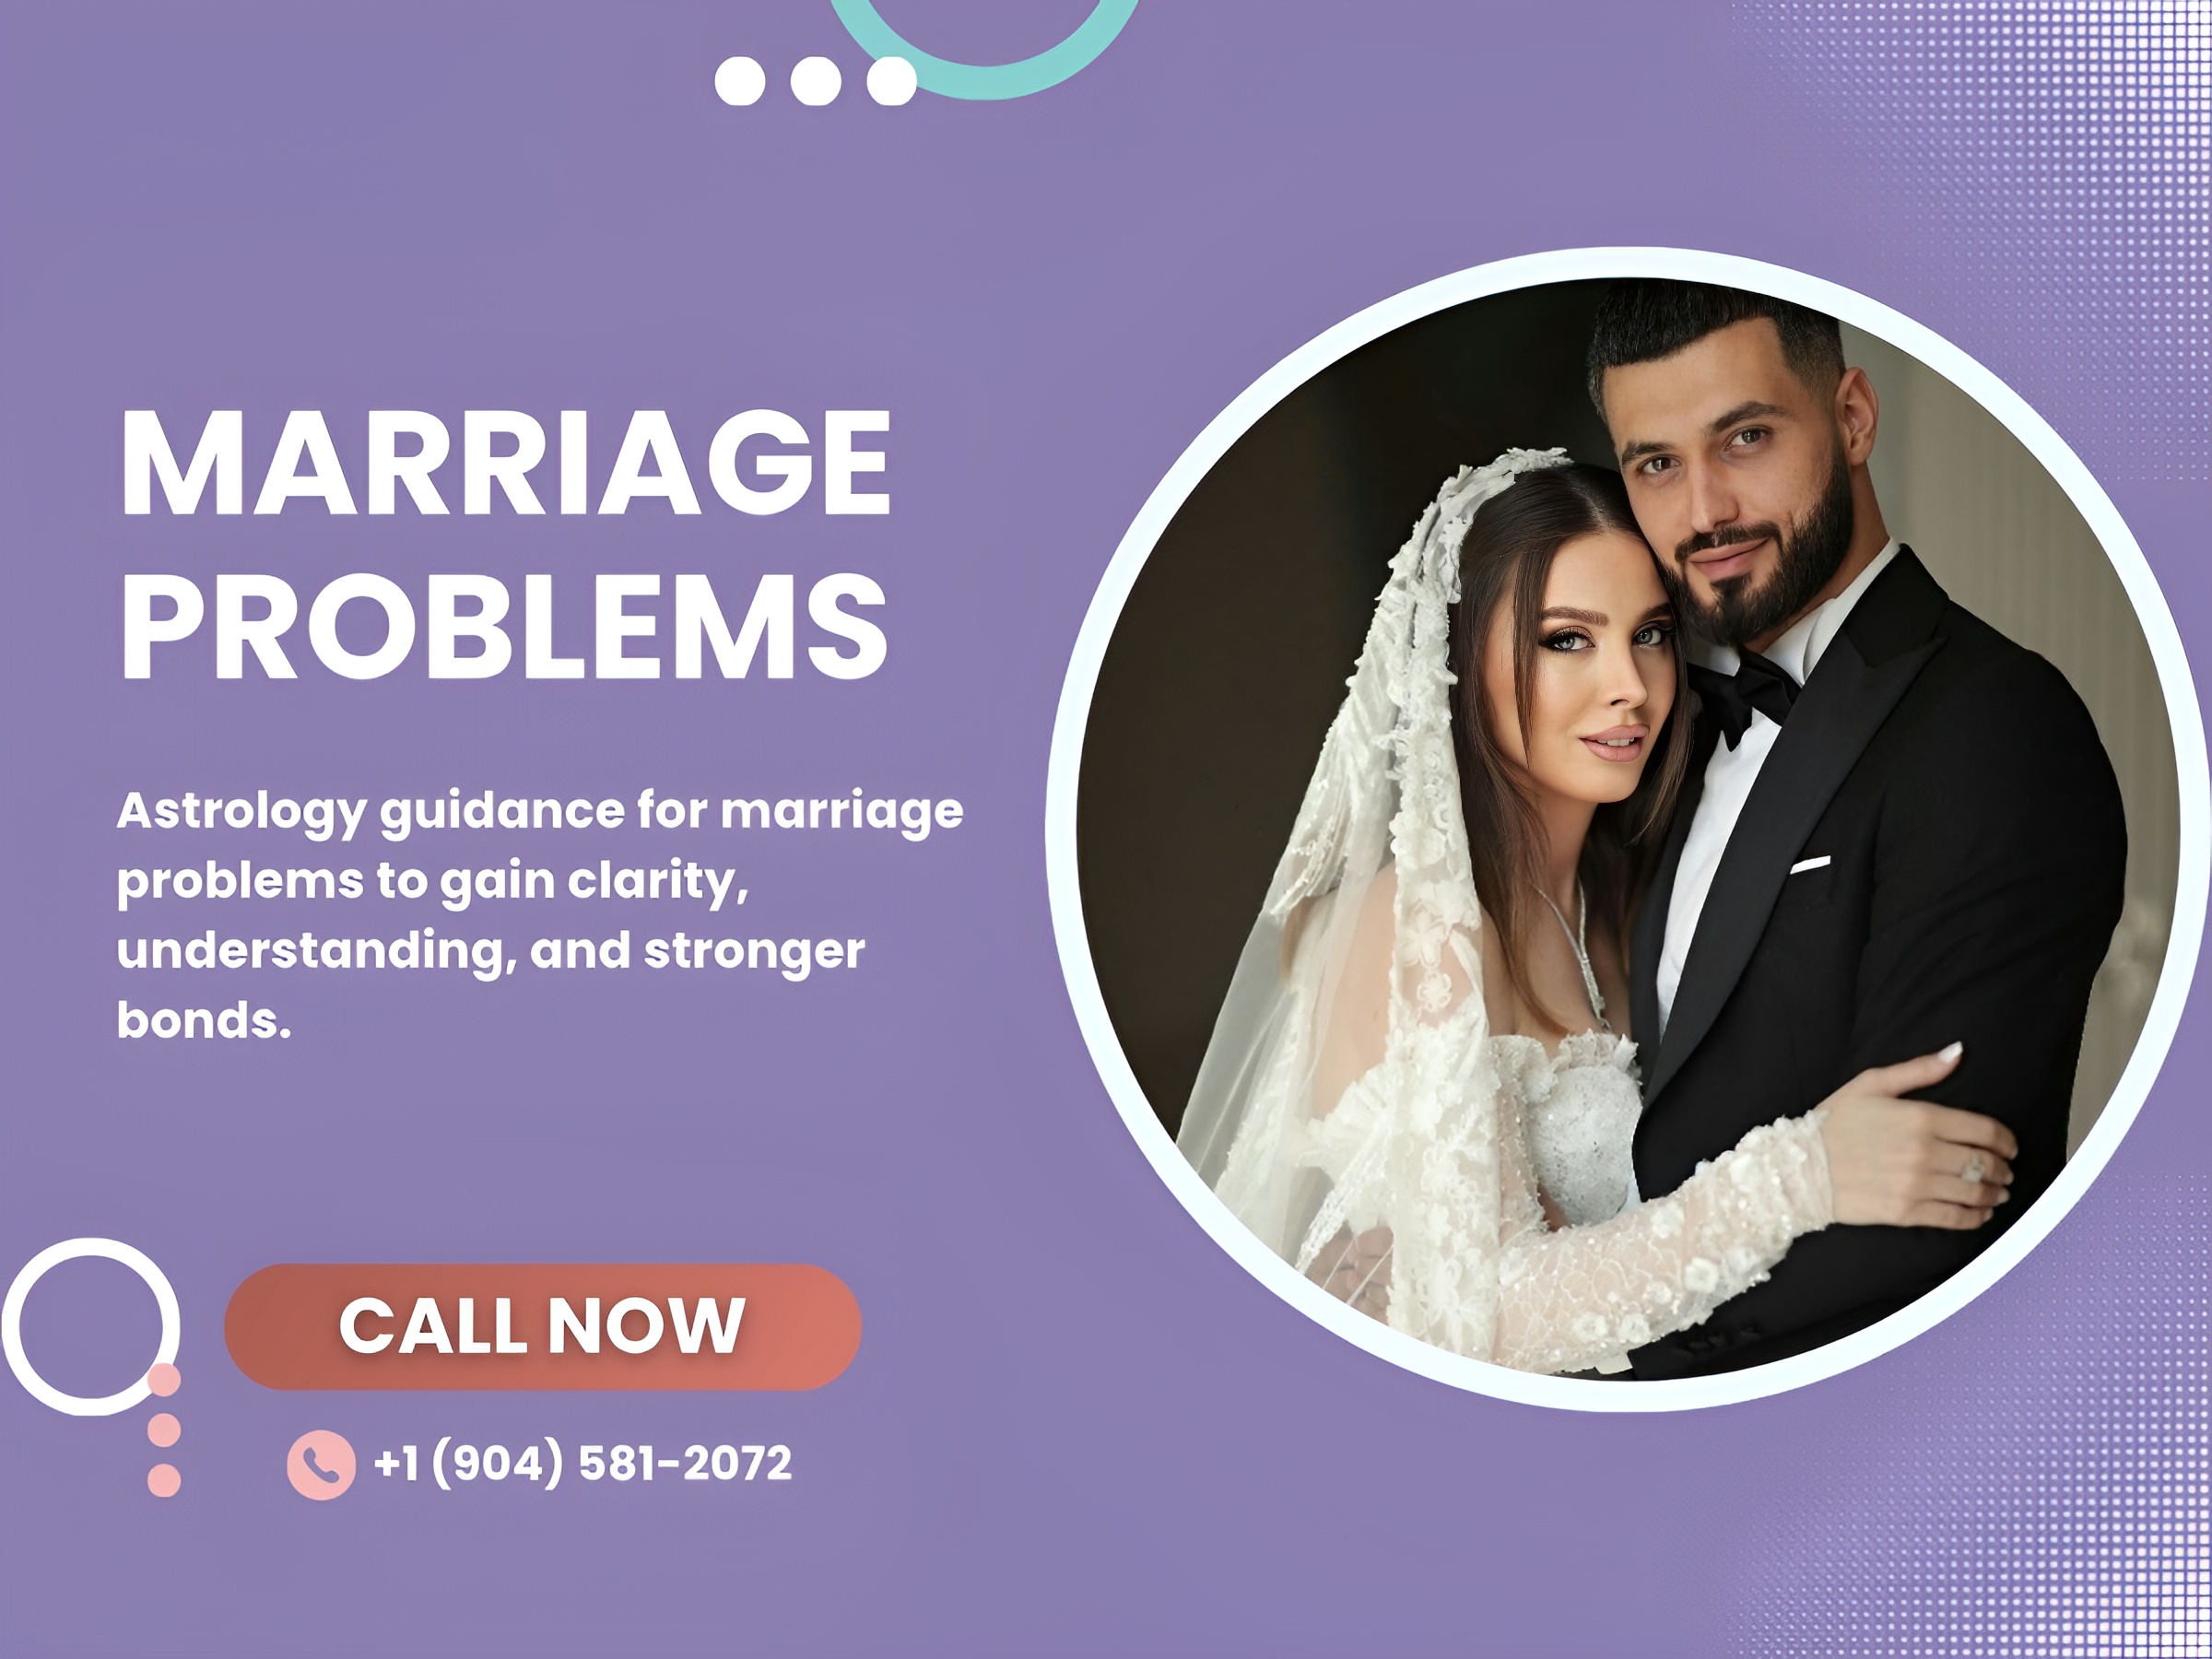 MARRIAGE
PROBLEMS
Astrology guidance for marriage
problems to gain clarity,
understanding, and stronger
bonds.
CALL NOW
+1 (904) 581-2072